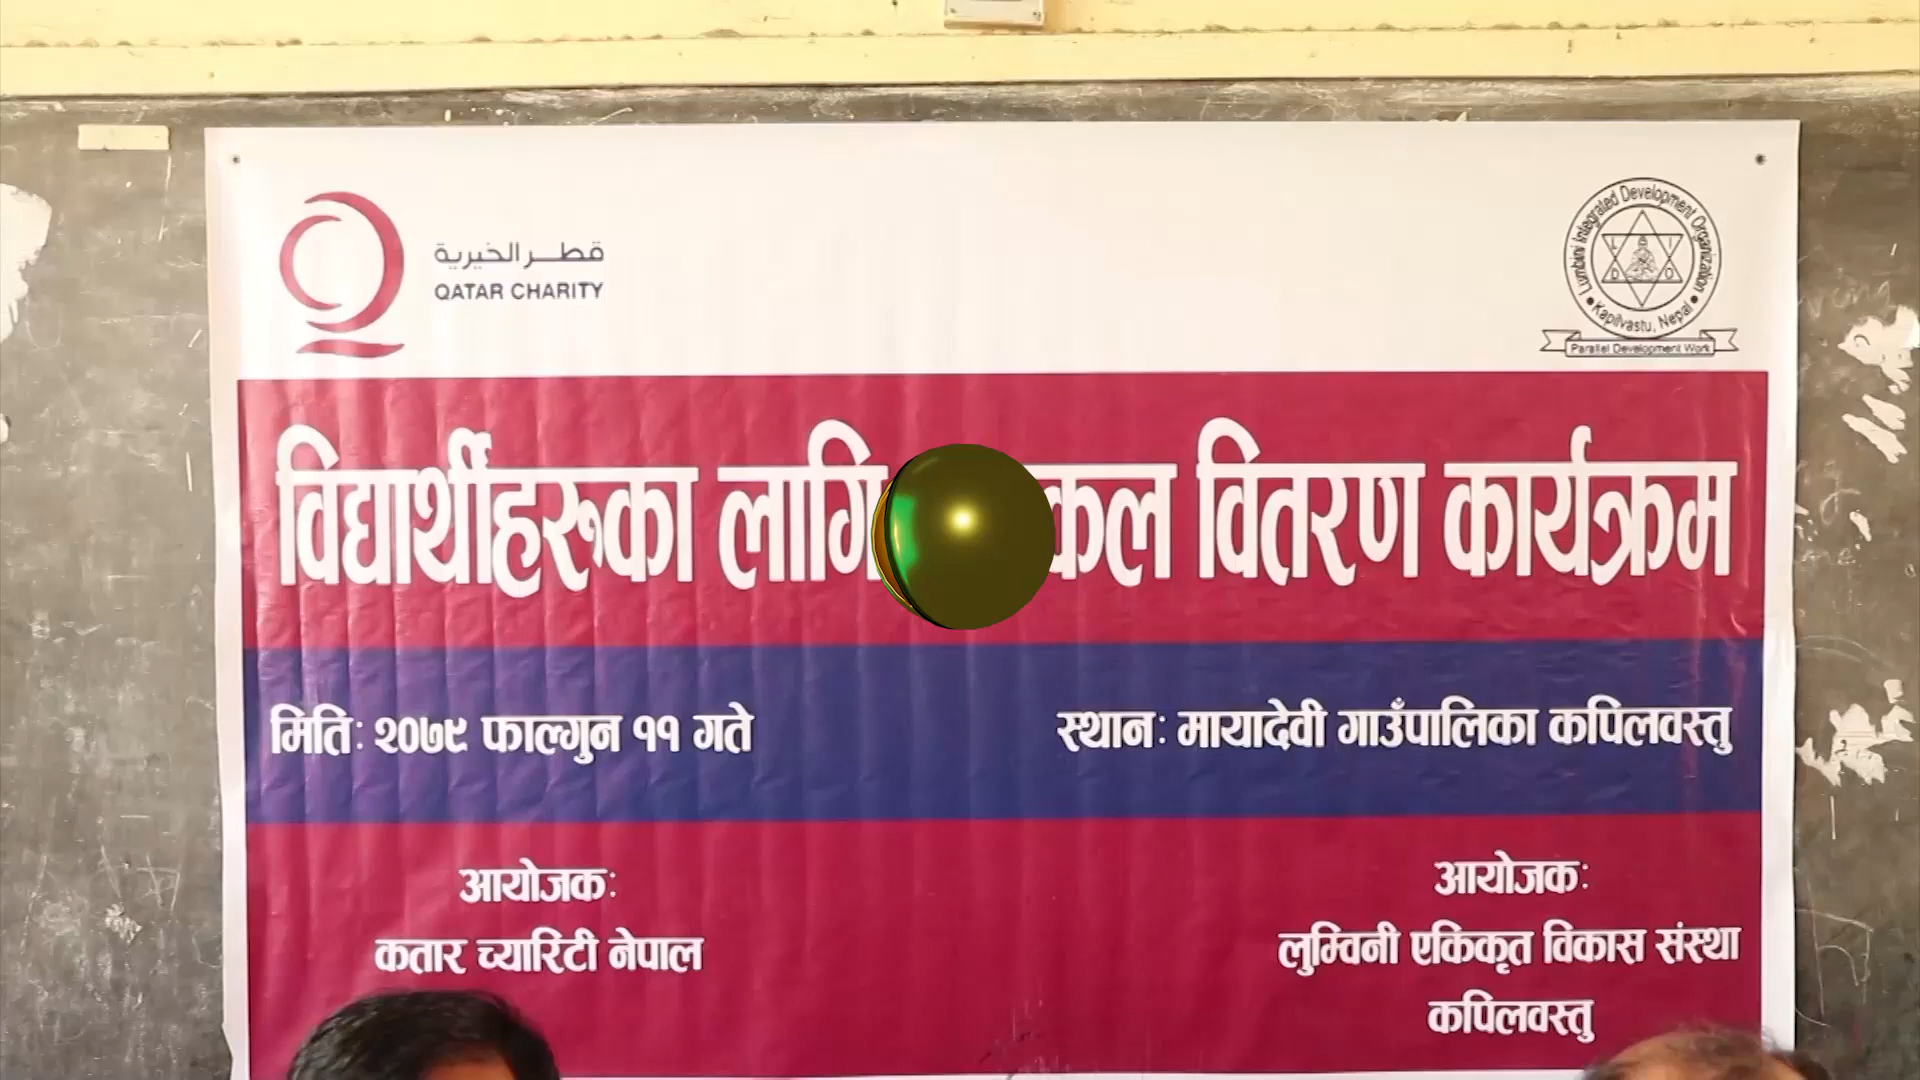 قطر الخيرية
QATAR CHARITY
Lumbini Integrated Development Organization
L I D O
Kapilvastu, Nepal
Parallel Development Work
विद्यार्थीहरुका लागि कल वितरण कार्यक्रम
मितिः २०७९ फाल्गुन ११ गते
स्थानः मायादेवी गाउँपालिका कपिलवस्तु
आयोजकः
कतार च्यारिटी नेपाल
आयोजकः
लुम्विनी एकिकृत विकास संस्था
कपिलवस्तु